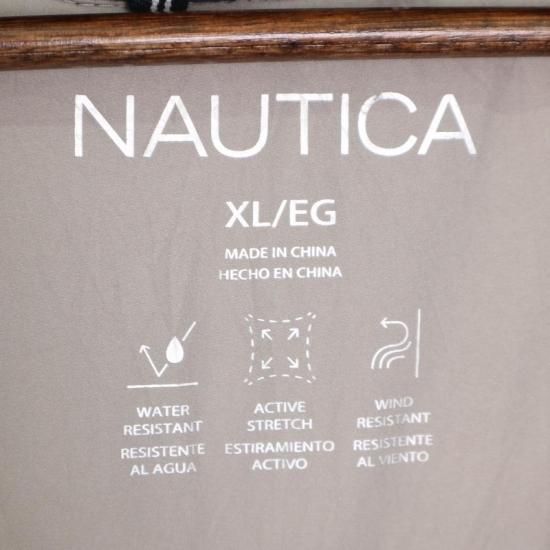 NAUTICA
XL/EG
MADE IN CHINA
HECHO EN CHINA
WATER
RESISTANT
RESISTENTE
AL AGUA
ACTIVE
STRETCH
ESTIRAMIENTO
ACTIVO
WIND
RESISTANT
RESISTENTE
AL VIENTO